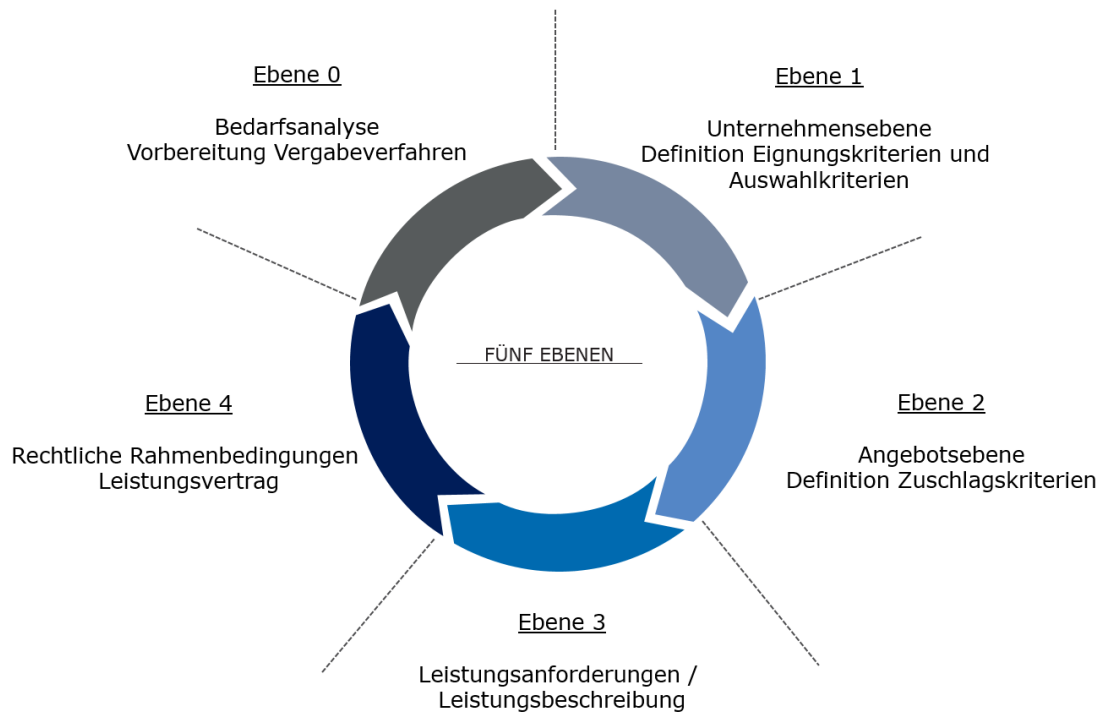 Ebene 0
Bedarfsanalyse
Vorbereitung Vergabeverfahren
Ebene 1
Unternehmensebene
Definition Eignungskriterien und
Auswahlkriterien
FÜNF EBENEN
Ebene 2
Angebotsebene
Definition Zuschlagskriterien
Ebene 3
Leistungsanforderungen /
Leistungsbeschreibung
Ebene 4
Rechtliche Rahmenbedingungen
Leistungsvertrag